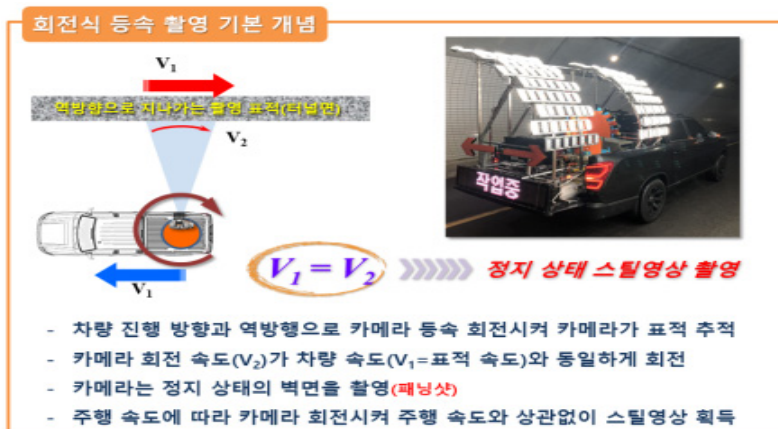 회전식 등속 촬영 기본 개념
V₁
역방향으로 지나가는 촬영 표적(터널면)
V₂
V₁
V₁ = V₂
정지 상태 스틸영상 촬영
작업중
- 차량 진행 방향과 역방행으로 카메라 등속 회전시켜 카메라가 표적 추적
- 카메라 회전 속도(V₂)가 차량 속도(V₁=표적 속도)와 동일하게 회전
- 카메라는 정지 상태의 벽면을 촬영(패닝샷)
- 주행 속도에 따라 카메라 회전시켜 주행 속도와 상관없이 스틸영상 획득